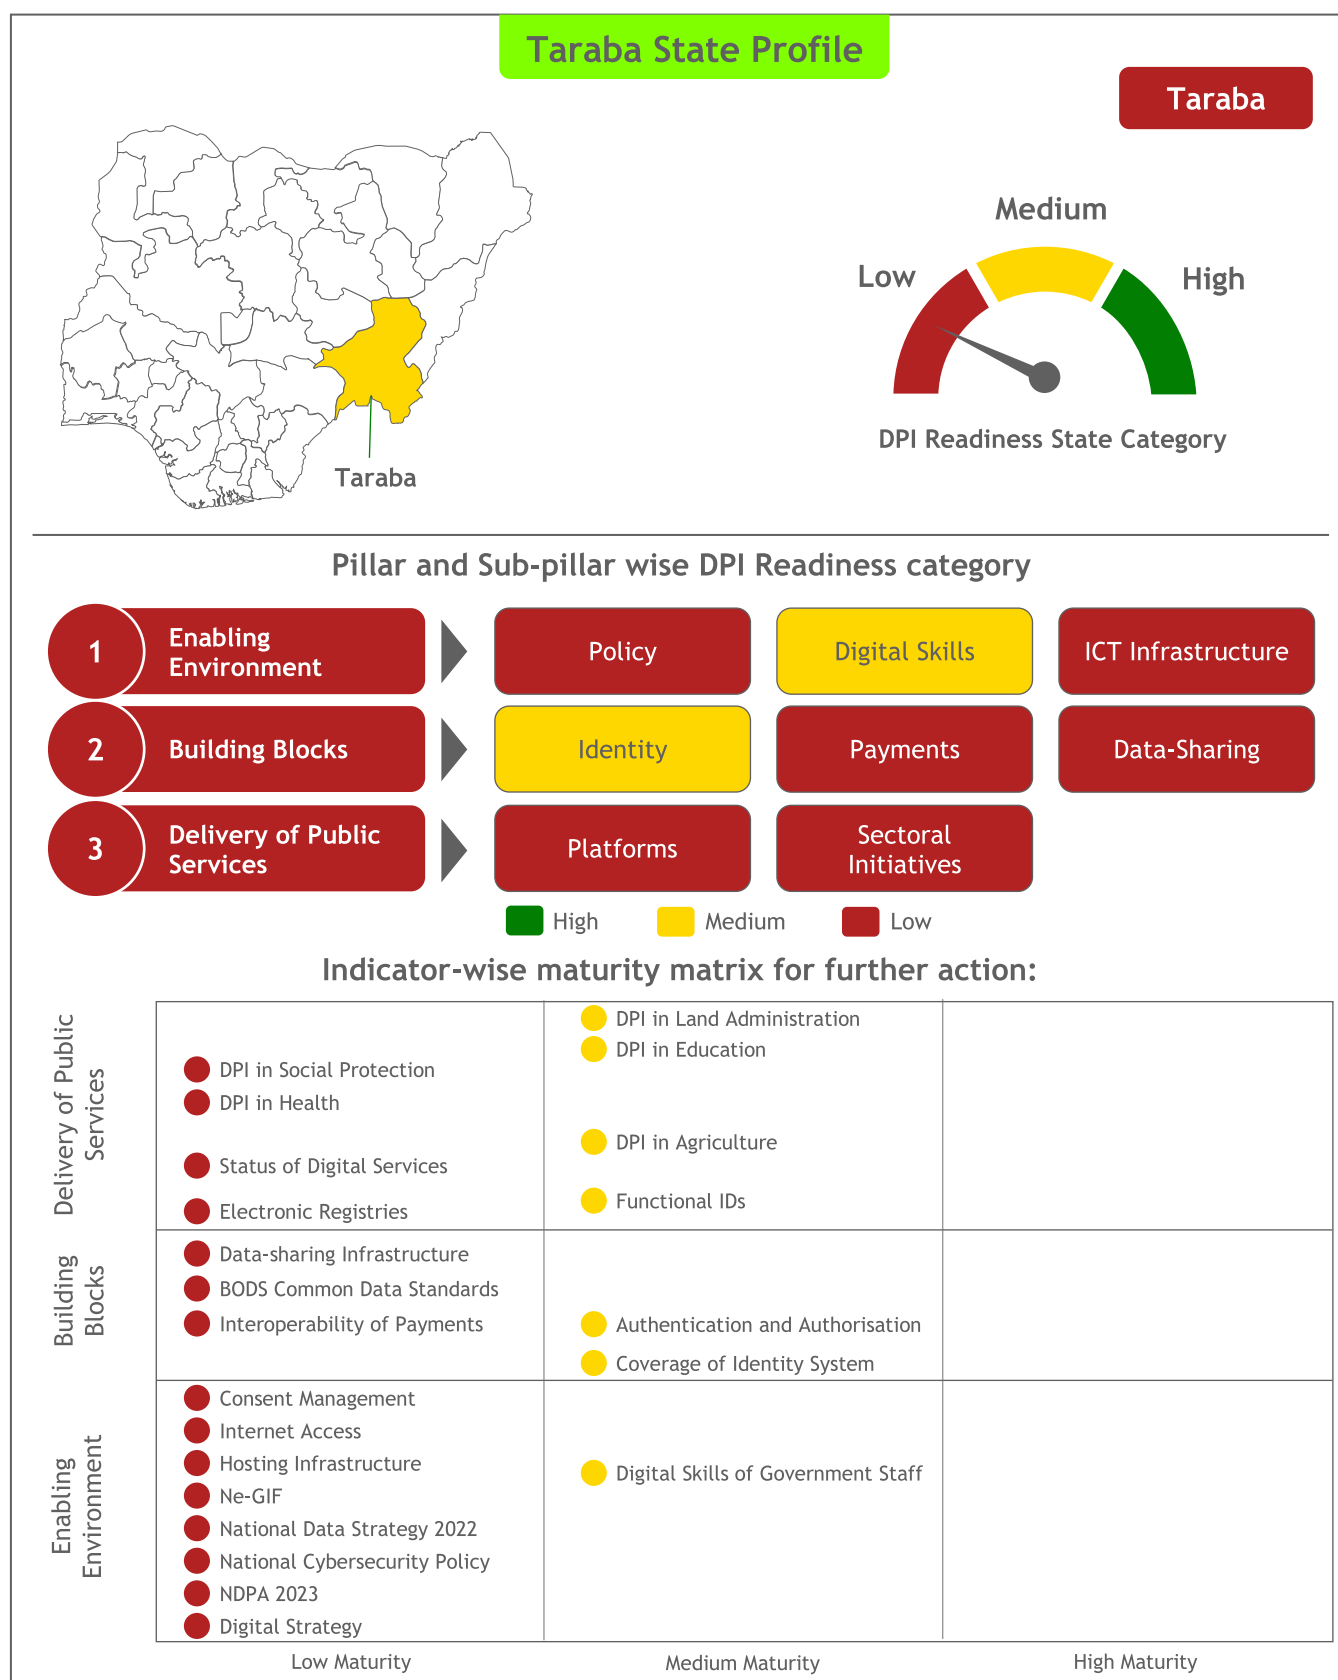 Taraba State Profile
Taraba
Medium
Low
High
DPI Readiness State Category
Taraba
Pillar and Sub-pillar wise DPI Readiness category
1
Enabling
Environment
Policy
Digital Skills
ICT Infrastructure
2
Building Blocks
Identity
Payments
Data-Sharing
3
Delivery of Public
Services
Platforms
Sectoral
Initiatives
High
Medium
Low
Indicator-wise maturity matrix for further action:
Delivery of Public
Services
DPI in Social Protection
DPI in Health
Status of Digital Services
Electronic Registries
DPI in Land Administration
DPI in Education
DPI in Agriculture
Functional IDs
Building
Blocks
Data-sharing Infrastructure
BODS Common Data Standards
Interoperability of Payments
Authentication and Authorisation
Coverage of Identity System
Enabling
Environment
Consent Management
Internet Access
Hosting Infrastructure
Ne-GIF
National Data Strategy 2022
National Cybersecurity Policy
NDPA 2023
Digital Strategy
Digital Skills of Government Staff
Low Maturity
Medium Maturity
High Maturity